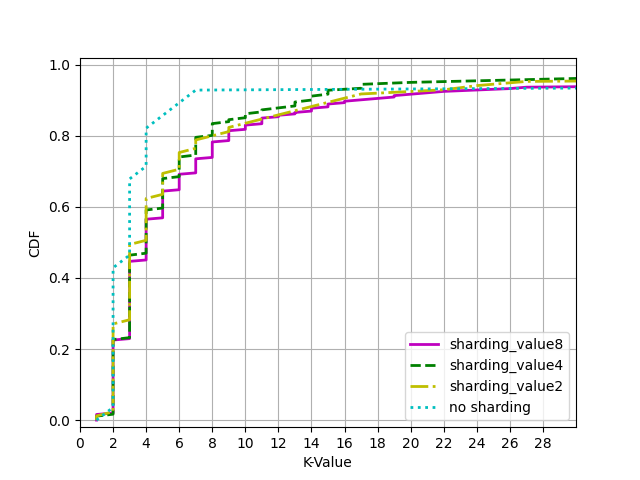 1.0
0.8
0.6
0.4
0.2
0.0
CDF
0 2 4 6 8 10 12 14 16 18 20 22 24 26 28
K-Value
sharding_value8
sharding_value4
sharding_value2
no sharding